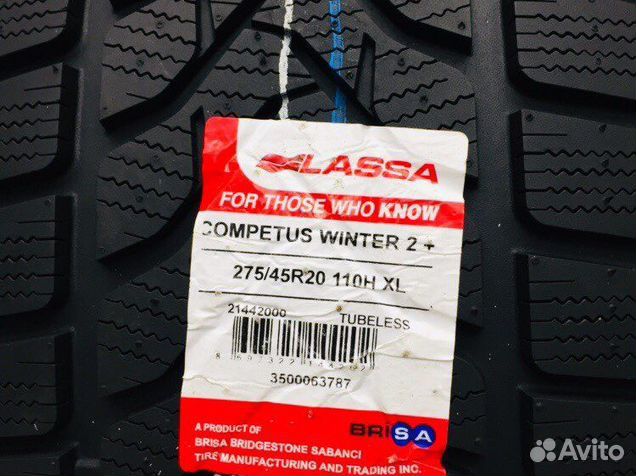 LASSA
FOR THOSE WHO KNOW
COMPETUS WINTER 2 +
275/45R20 110H XL
21442000 TUBELESS
3500063787
BRISA
A PRODUCT OF
BRISA BRIDGESTONE SABANCI
TIRE MANUFACTURING AND TRADING INC.
Avito